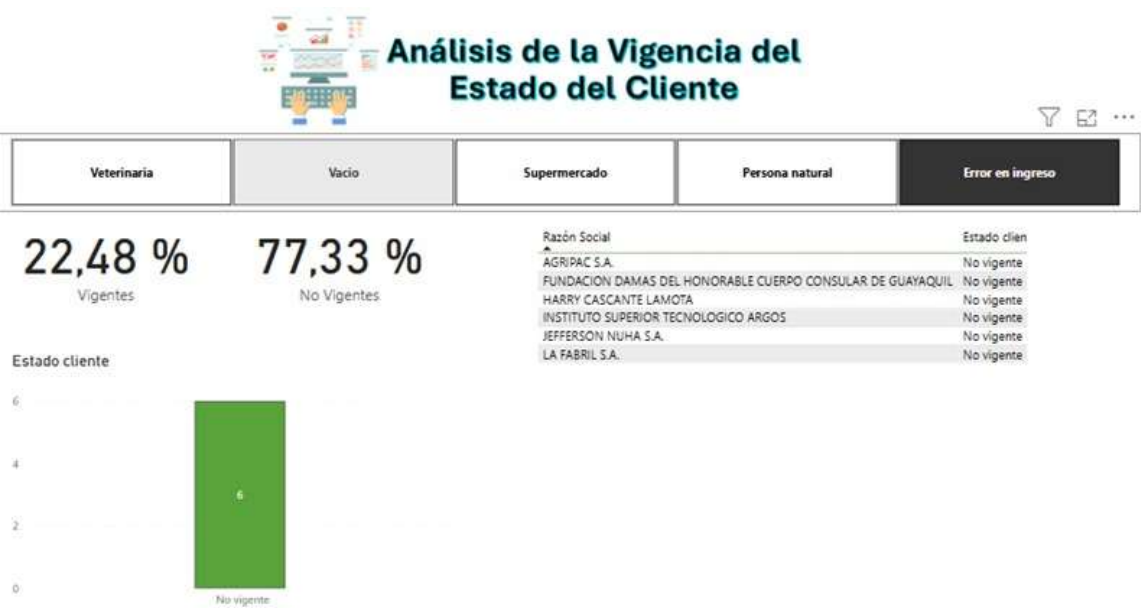 Análisis de la Vigencia del
Estado del Cliente
Veterinaria
Vacio
Supermercado
Persona natural
Error en ingreso
22,48 %
Vigentes
77,33 %
No Vigentes
Razón Social Estado clien
AGRIPAC S.A. No vigente
FUNDACION DAMAS DEL HONORABLE CUERPO CONSULAR DE GUAYAQUIL No vigente
HARRY CASCANTE LAMOTA No vigente
INSTITUTO SUPERIOR TECNOLOGICO ARGOS No vigente
JEFFERSON NUHA S.A. No vigente
LA FABRIL S.A. No vigente
Estado cliente
6
4
2
0
6
No vigente